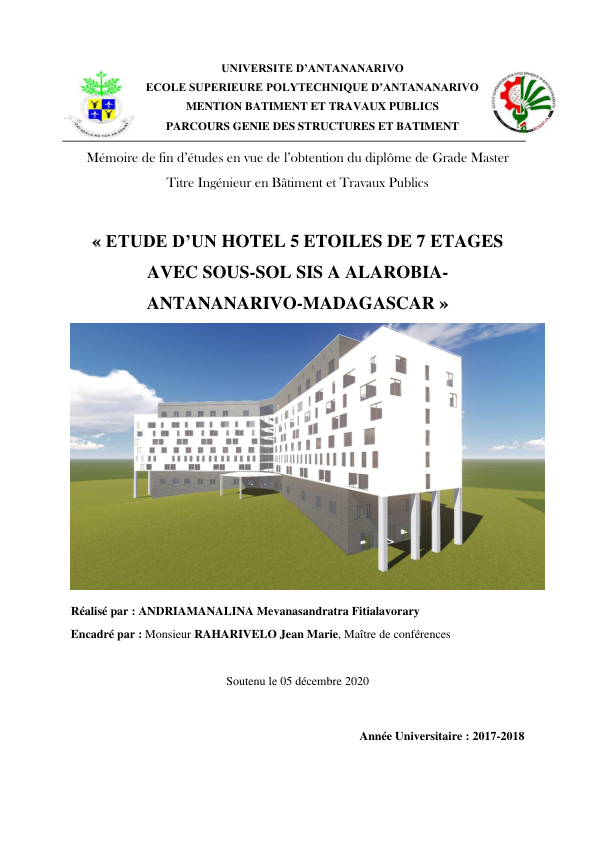 UNIVERSITE D’ANTANANARIVO
ECOLE SUPERIEURE POLYTECHNIQUE D’ANTANANARIVO
MENTION BATIMENT ET TRAVAUX PUBLICS
PARCOURS GENIE DES STRUCTURES ET BATIMENT
Mémoire de fin d’études en vue de l’obtention du diplôme de Grade Master
Titre Ingénieur en Bâtiment et Travaux Publics
« ETUDE D’UN HOTEL 5 ETOILES DE 7 ETAGES
AVEC SOUS-SOL SIS A ALAROBIA-
ANTANANARIVO-MADAGASCAR »
Réalisé par : ANDRIAMANALINA Mevanasandratra Fitialavorary
Encadré par : Monsieur RAHARIVELO Jean Marie, Maître de conférences
Soutenu le 05 décembre 2020
Année Universitaire : 2017-2018